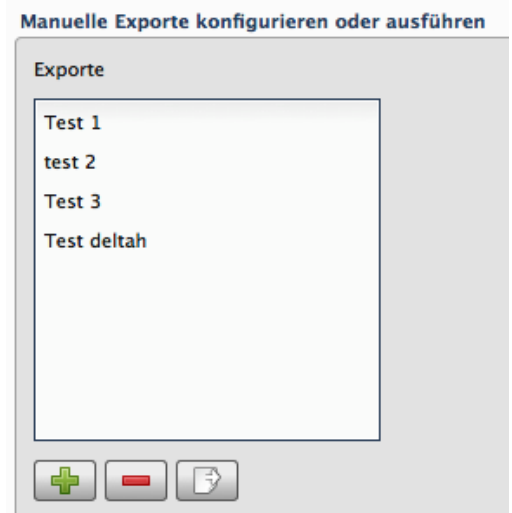 Manuelle Exporte konfigurieren oder ausführen
Exporte
Test 1
test 2
Test 3
Test deltah